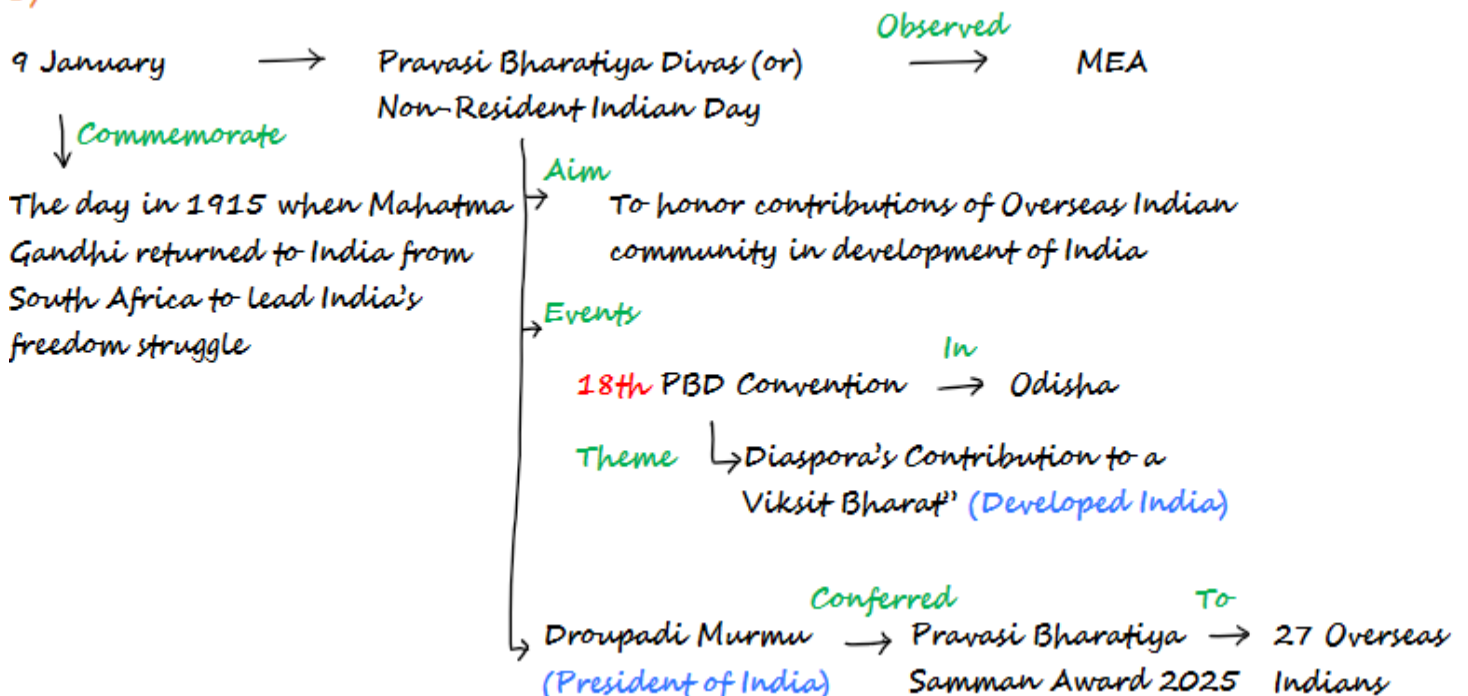 Observed
9 January → Pravasi Bharatiya Divas (or) → MEA
Non-Resident Indian Day
Commemorate
Aim
The day in 1915 when Mahatma
Gandhi returned to India from
South Africa to lead India's
freedom struggle
To honor contributions of Overseas Indian
community in development of India
Events
In
18th PBD Convention → Odisha
Theme Diaspora's Contribution to a
Viksit Bharat" (Developed India)
Conferred To
Droupadi Murmu → Pravasi Bharatiya → 27 Overseas
(President of India) Samman Award 2025 Indians